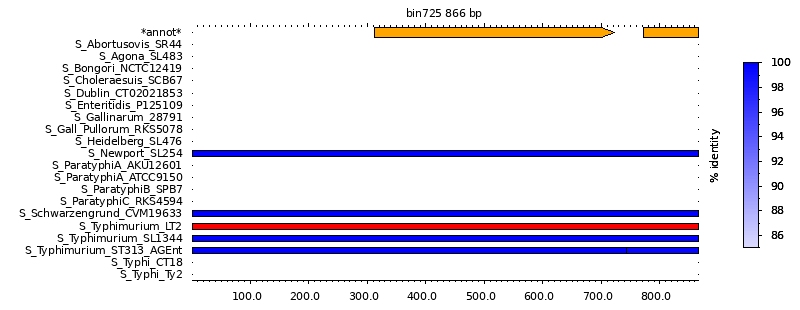 bin725 866 bp
*annot*
S_Abortusovis_SR44
S_Agona_SL483
S_Bongori_NCTC12419
S_Choleraesuis_SCB67
S_Dublin_CT02021853
S_Enteritidis_P125109
S_Gallinarum_28791
S_Gall_Pullorum_RKS5078
S_Heidelberg_SL476
S_Newport_SL254
S_ParatyphiA_AKU12601
S_ParatyphiA_ATCC9150
S_ParatyphiB_SPB7
S_ParatyphiC_RKS4594
S_Schwarzengrund_CVM19633
S_Typhimurium_LT2
S_Typhimurium_SL1344
S_Typhimurium_ST313_AGEnt
S_Typhi_CT18
S_Typhi_Ty2
100.0 200.0 300.0 400.0 500.0 600.0 700.0 800.0
% identity
100
98
96
94
92
90
88
86